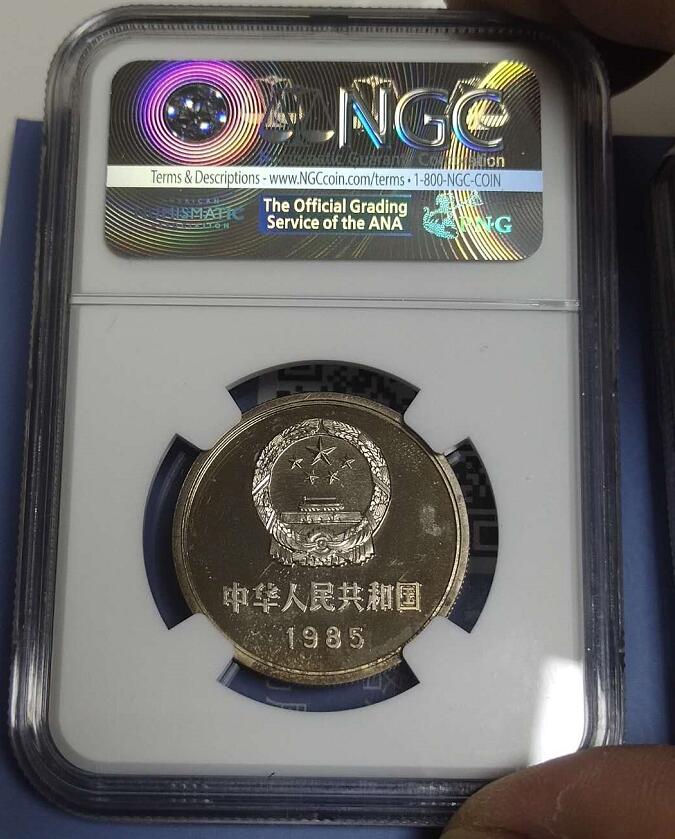 NGC
Terms & Descriptions - www.NGCcoin.com/terms • 1-800-NGC-COIN
The Official Grading
Service of the ANA
PNG
中华人民共和国
1985